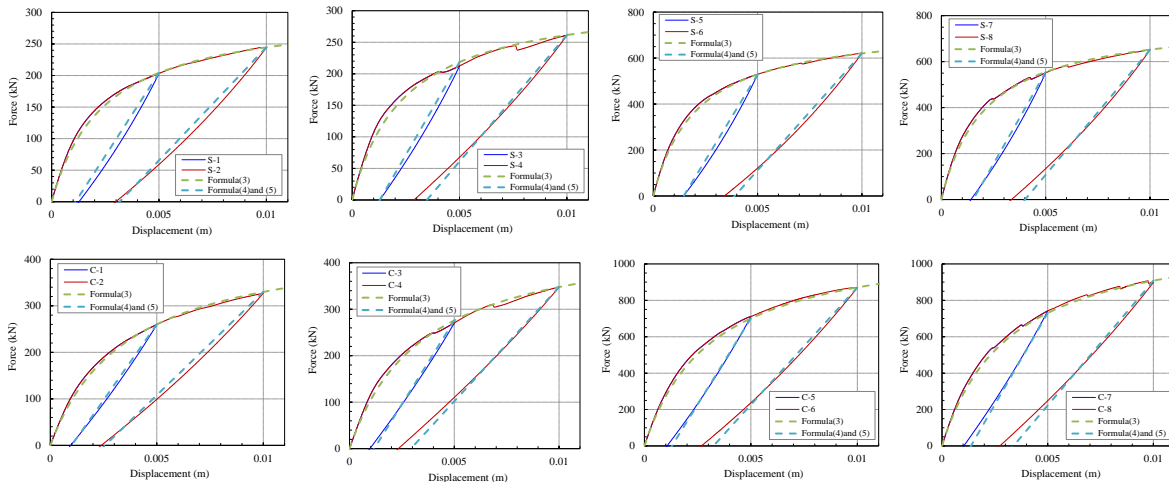 300
250
200
150
100
50
0
Force (kN)
0
0.005
0.01
Displacement (m)
S-1
S-2
Formula(3)
Formula(4)and (5)
300
250
200
150
100
50
0
Force (kN)
0
0.005
0.01
Displacement (m)
S-3
S-4
Formula(3)
Formula(4)and (5)
800
600
400
200
0
Force (kN)
0
0.005
0.01
Displacement (m)
S-5
S-6
Formula(3)
Formula(4)and (5)
800
600
400
200
0
Force (kN)
0
0.005
0.01
Displacement (m)
S-7
S-8
Formula(3)
Formula(4)and (5)
400
300
200
100
0
Force (kN)
0
0.005
0.01
Displacement (m)
C-1
C-2
Formula(3)
Formula(4)and (5)
400
300
200
100
0
Force (kN)
0
0.005
0.01
Displacement (m)
C-3
C-4
Formula(3)
Formula(4)and (5)
1000
800
600
400
200
0
Force (kN)
0
0.005
0.01
Displacement (m)
C-5
C-6
Formula(3)
Formula(4)and (5)
1000
800
600
400
200
0
Force (kN)
0
0.005
0.01
Displacement (m)
C-7
C-8
Formula(3)
Formula(4)and (5)